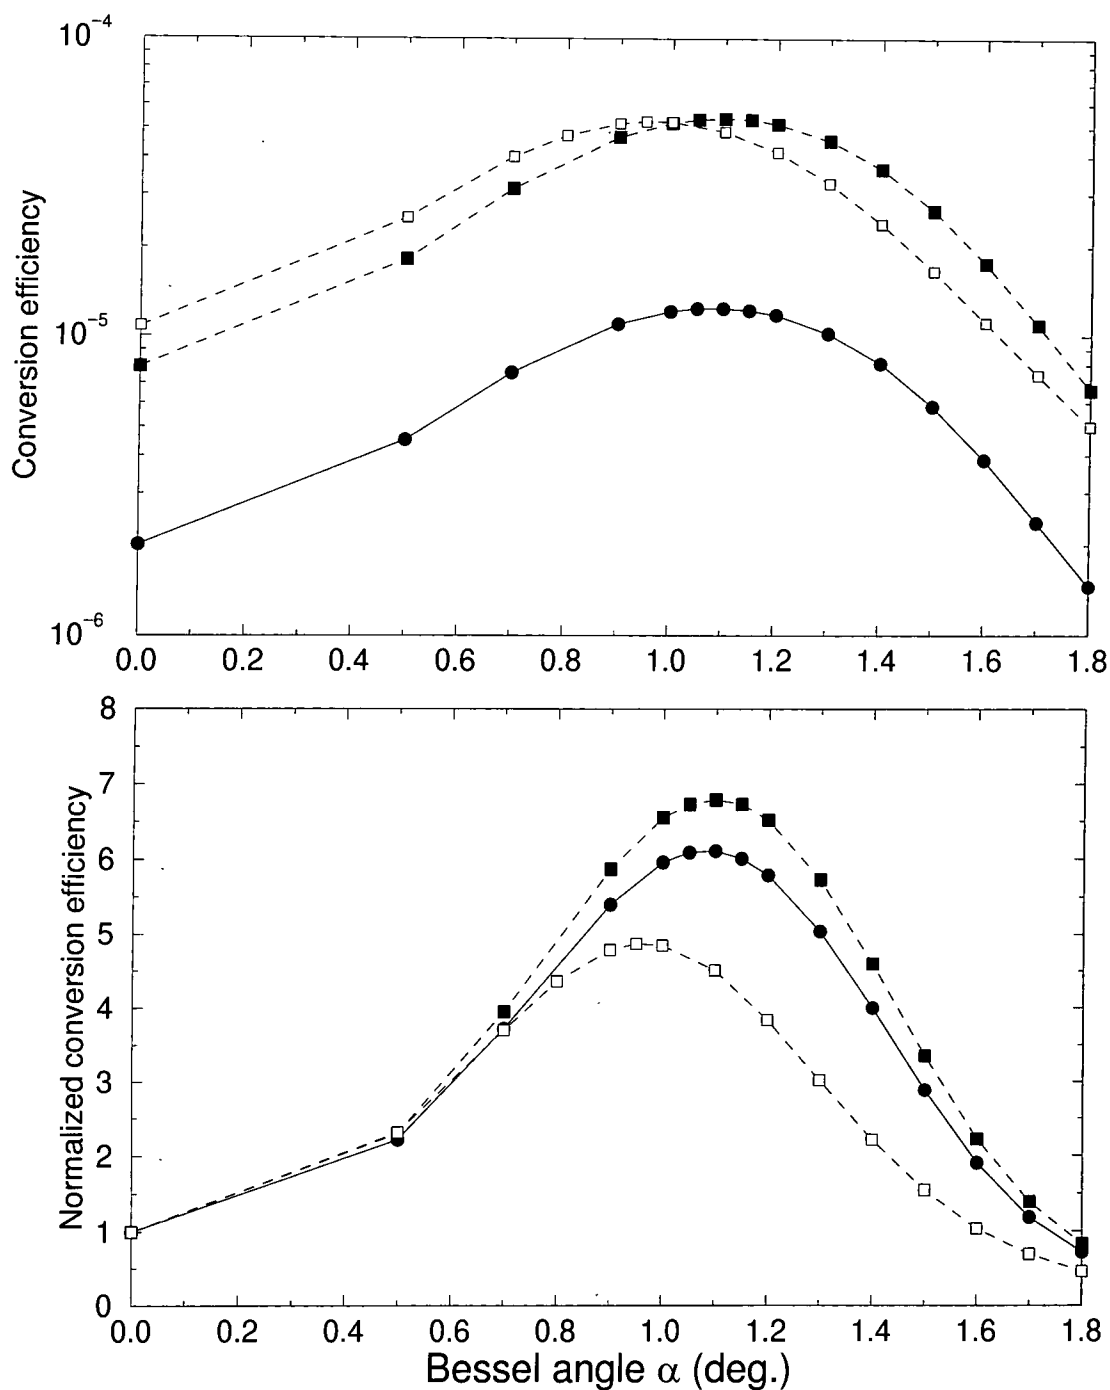 10⁻⁴
10⁻⁵
10⁻⁶
Conversion efficiency
0.0 0.2 0.4 0.6 0.8 1.0 1.2 1.4 1.6 1.8
8
7
6
5
4
3
2
1
0
Normalized conversion efficiency
0.0 0.2 0.4 0.6 0.8 1.0 1.2 1.4 1.6 1.8
Bessel angle α (deg.)